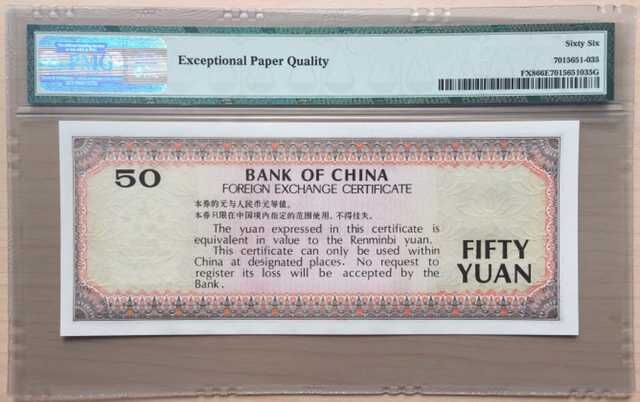 PMG
Exceptional Paper Quality
Sixty Six
7015651-035
FX866E7015651035G
50
BANK OF CHINA
FOREIGN EXCHANGE CERTIFICATE
本券的元与人民币元等值。
本券只限在中国境内指定的范围使用,不得挂失。
The yuan expressed in this certificate is
equivalent in value to the Renminbi yuan.
This certificate can only be used within
China at designated places. No request to
register its loss will be accepted by the
Bank.
FIFTY
YUAN